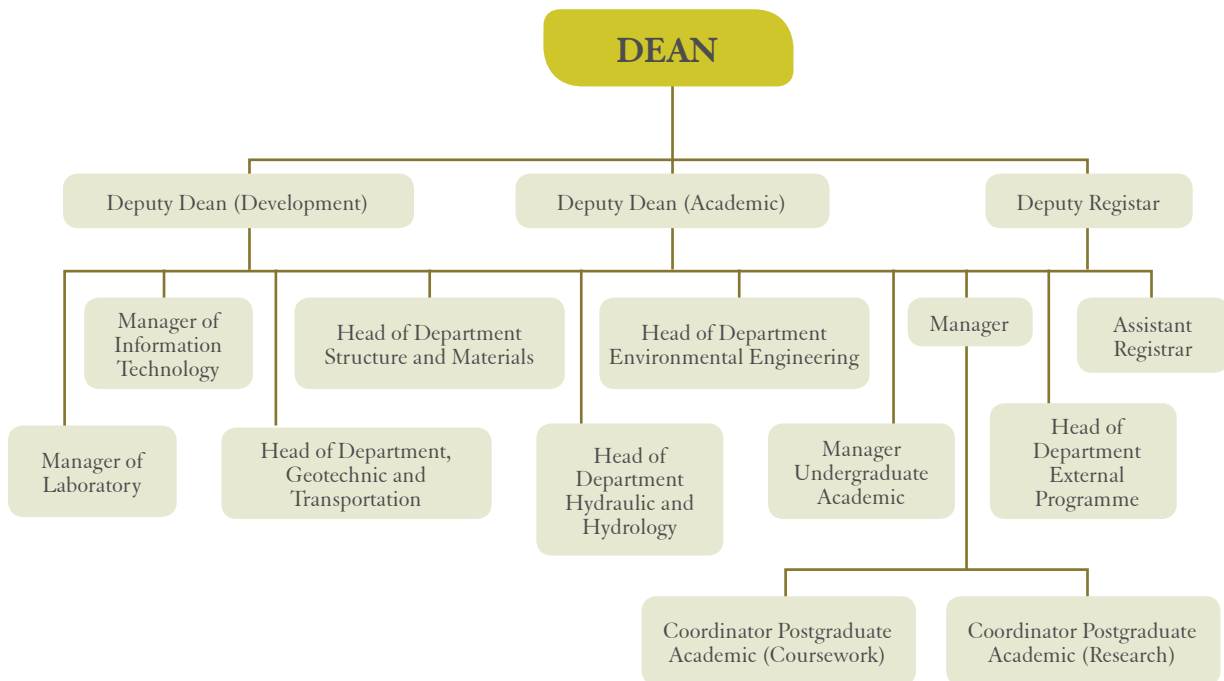 DEAN
Deputy Dean (Development)
Deputy Dean (Academic)
Deputy Registar
Manager of
Information
Technology
Head of Department
Structure and Materials
Head of Department
Environmental Engineering
Manager
Assistant
Registrar
Manager of
Laboratory
Head of Department,
Geotechnic and
Transportation
Head of
Department
Hydraulic and
Hydrology
Manager
Undergraduate
Academic
Head of
Department
External
Programme
Coordinator Postgraduate
Academic (Coursework)
Coordinator Postgraduate
Academic (Research)